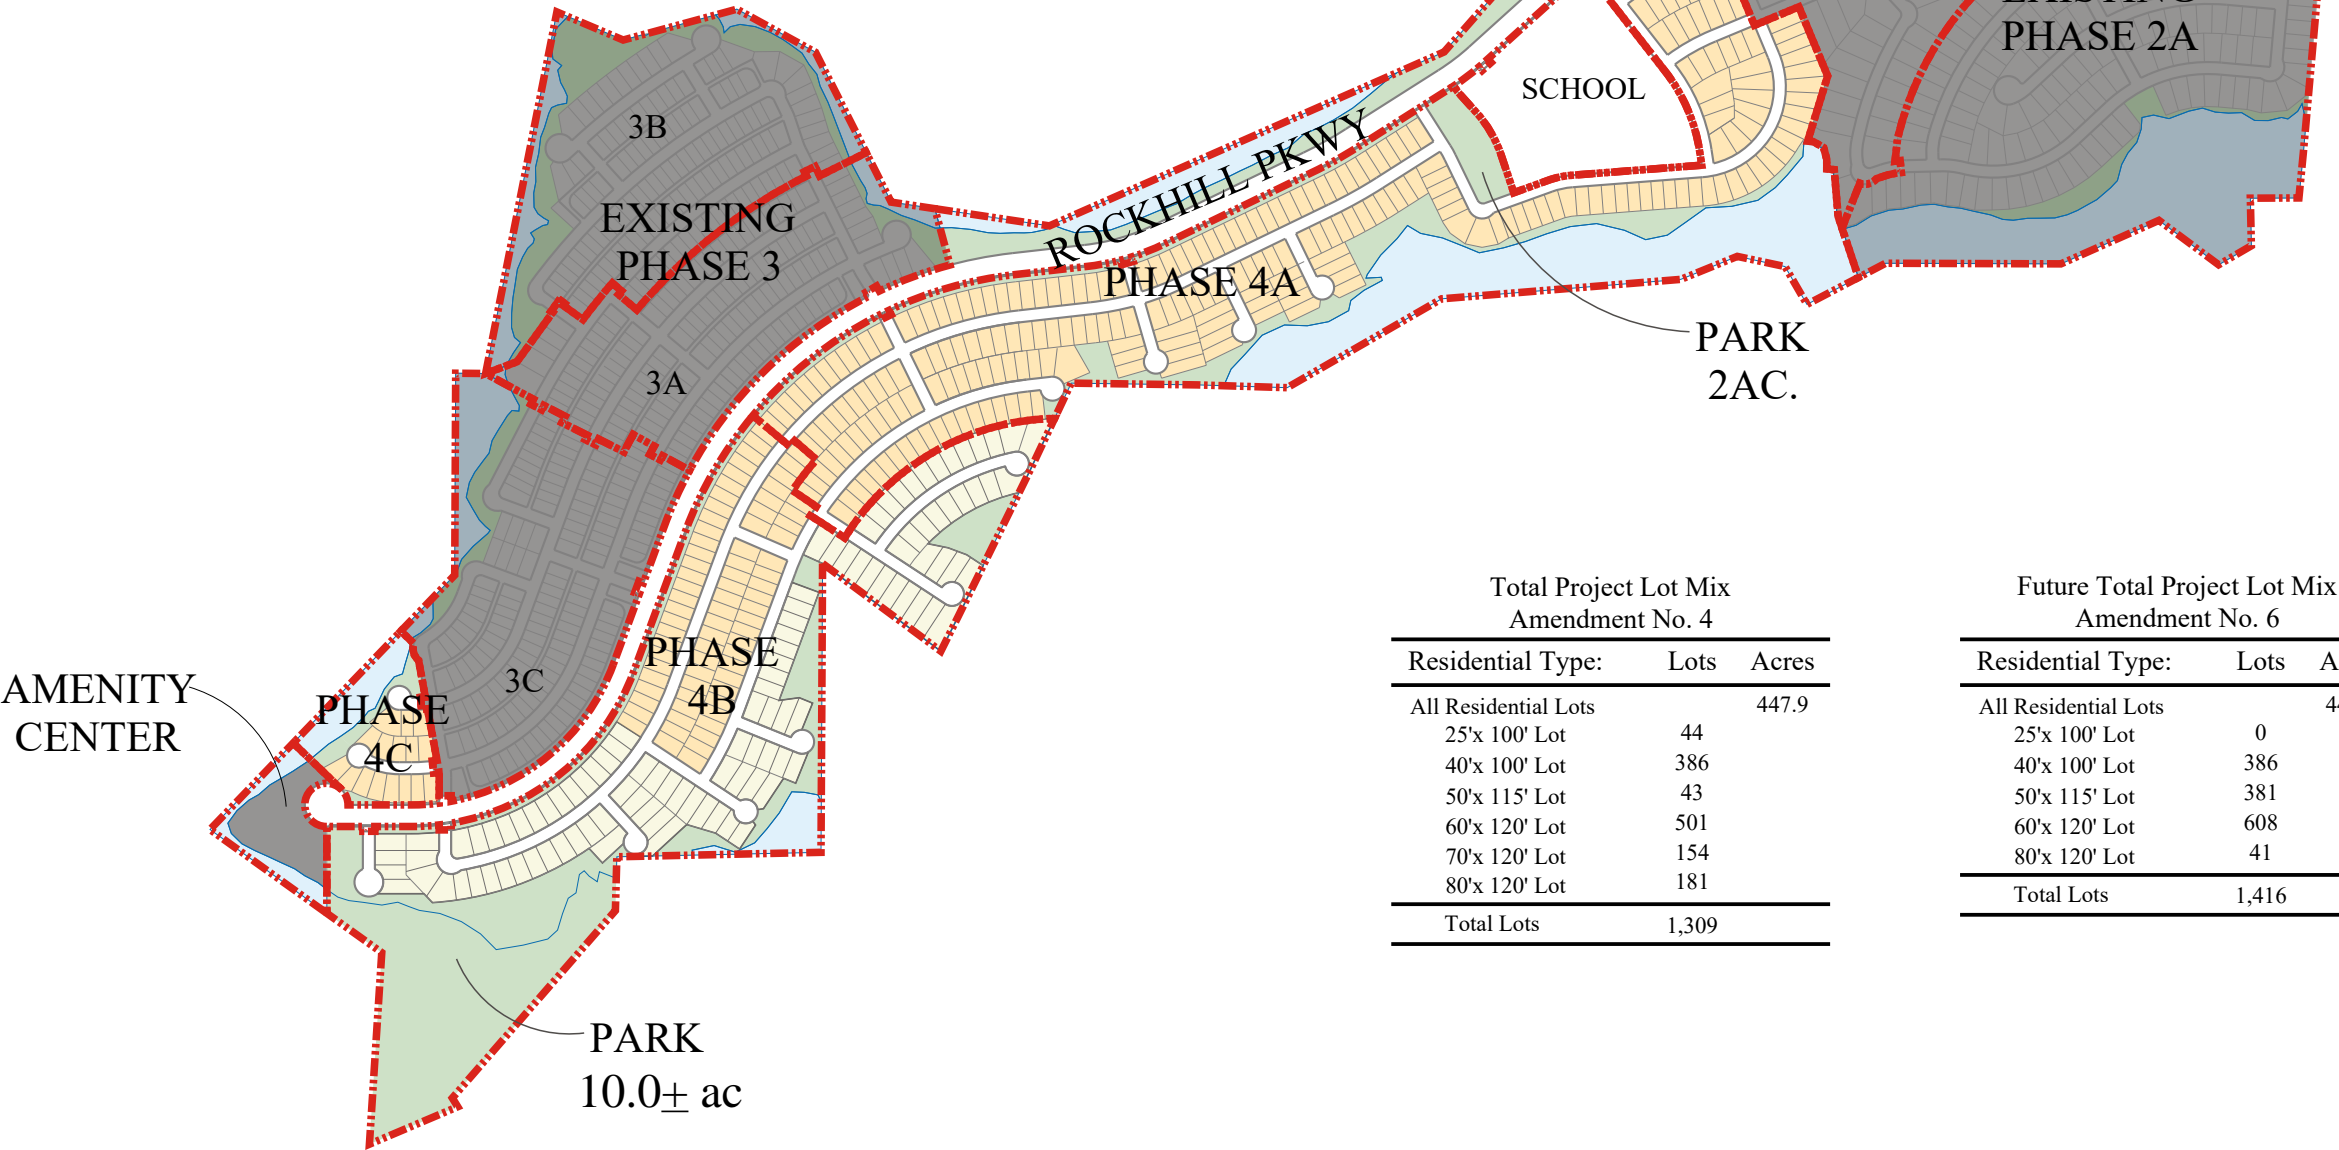 EXISTING
PHASE 2A
SCHOOL
3B
ROCKHILL PKWY
EXISTING
PHASE 3
PHASE 4A
PARK
2AC.
3A
PHASE
4B
3C
AMENITY
CENTER
PHASE
4C
PARK
10.0± ac
Total Project Lot Mix
Amendment No. 4
Residential Type: Lots Acres
All Residential Lots 447.9
25'x 100' Lot 44
40'x 100' Lot 386
50'x 115' Lot 43
60'x 120' Lot 501
70'x 120' Lot 154
80'x 120' Lot 181
Total Lots 1,309
Future Total Project Lot Mix
Amendment No. 6
Residential Type: Lots
All Residential Lots
25'x 100' Lot 0
40'x 100' Lot 386
50'x 115' Lot 381
60'x 120' Lot 608
80'x 120' Lot 41
Total Lots 1,416